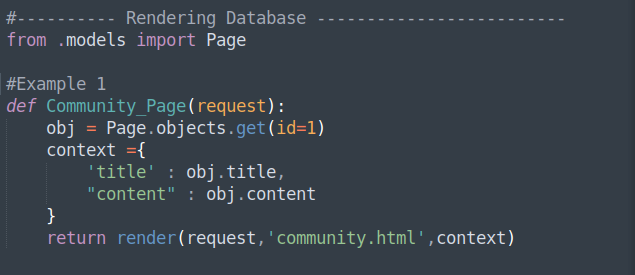 #---------- Rendering Database -------------------------
from .models import Page
#Example 1
def Community_Page(request):
    obj = Page.objects.get(id=1)
    context ={
        'title' : obj.title,
        "content" : obj.content
    }
    return render(request,'community.html',context)